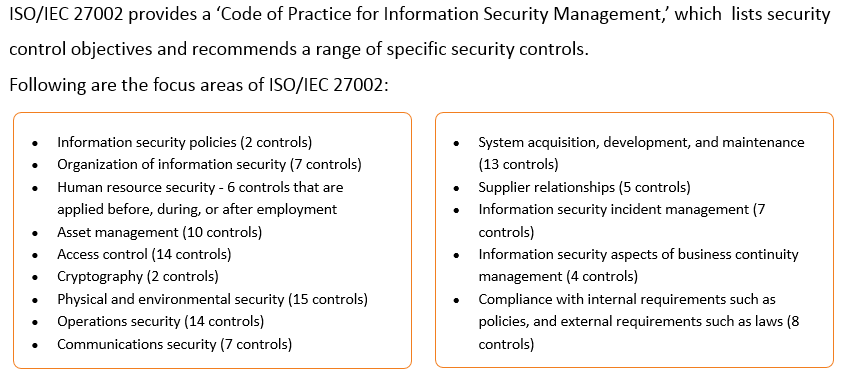 ISO/IEC 27002 provides a ‘Code of Practice for Information Security Management,’ which lists security
control objectives and recommends a range of specific security controls.
Following are the focus areas of ISO/IEC 27002:
• Information security policies (2 controls)
• Organization of information security (7 controls)
• Human resource security - 6 controls that are
applied before, during, or after employment
• Asset management (10 controls)
• Access control (14 controls)
• Cryptography (2 controls)
• Physical and environmental security (15 controls)
• Operations security (14 controls)
• Communications security (7 controls)
• System acquisition, development, and maintenance
(13 controls)
• Supplier relationships (5 controls)
• Information security incident management (7
controls)
• Information security aspects of business continuity
management (4 controls)
• Compliance with internal requirements such as
policies, and external requirements such as laws (8
controls)